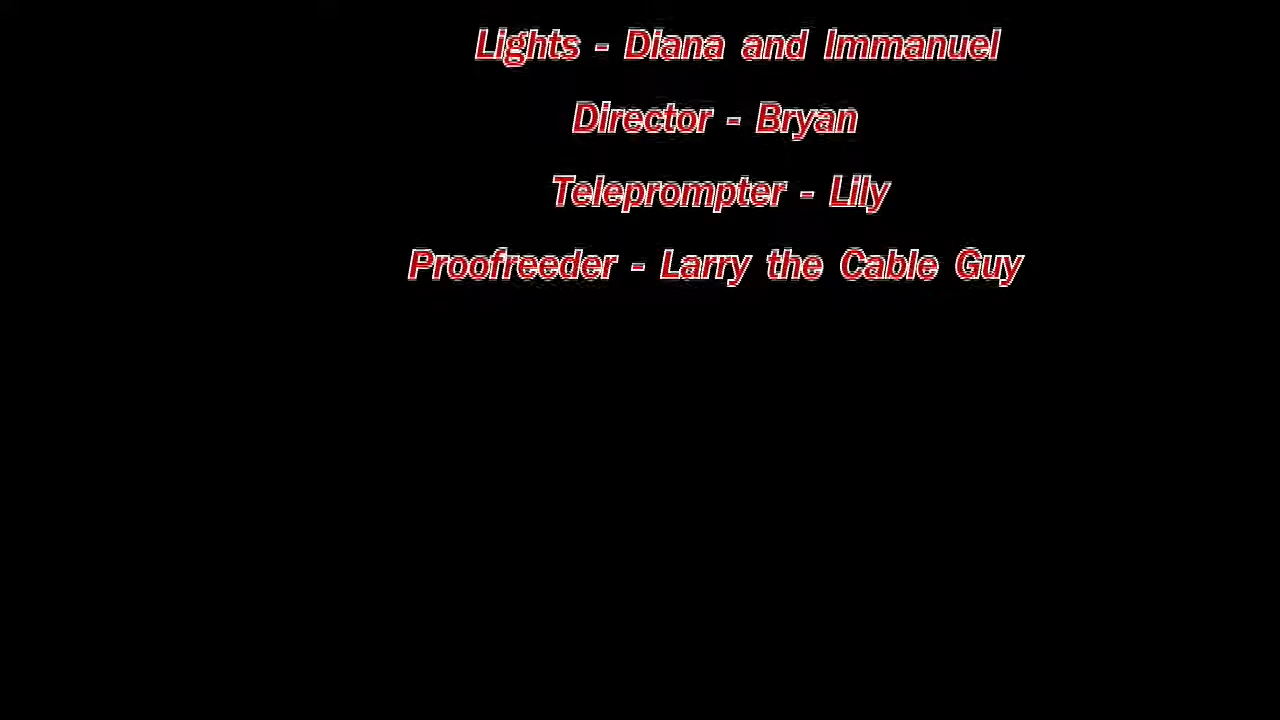 Lights - Diana and Immanuel
Director - Bryan
Teleprompter - Lily
Proofreeder - Larry the Cable Guy